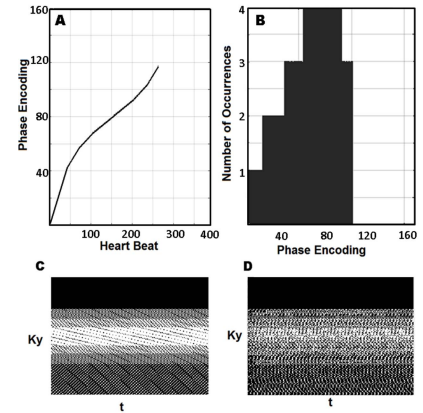 A
Phase Encoding
160
120
80
40
100 200 300 400
Heart Beat
B
Number of Occurrences
4
3
2
1
40 80 120 160
Phase Encoding
C
Ky
t
D
Ky
t